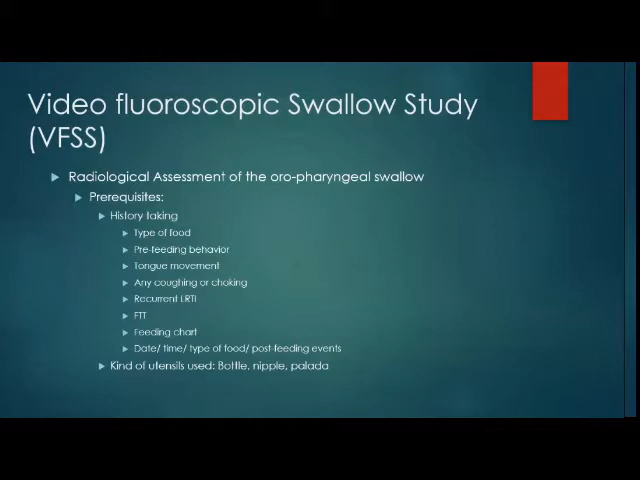 Video fluoroscopic Swallow Study
(VFSS)
Radiological Assessment of the oro-pharyngeal swallow
Prerequisites:
History taking
Type of food
Pre-feeding behavior
Tongue movement
Any coughing or choking
Recurrent LRTI
FTT
Feeding chart
Date/ time/ type of food/ post-feeding events
Kind of utensils used: Bottle, nipple, palada